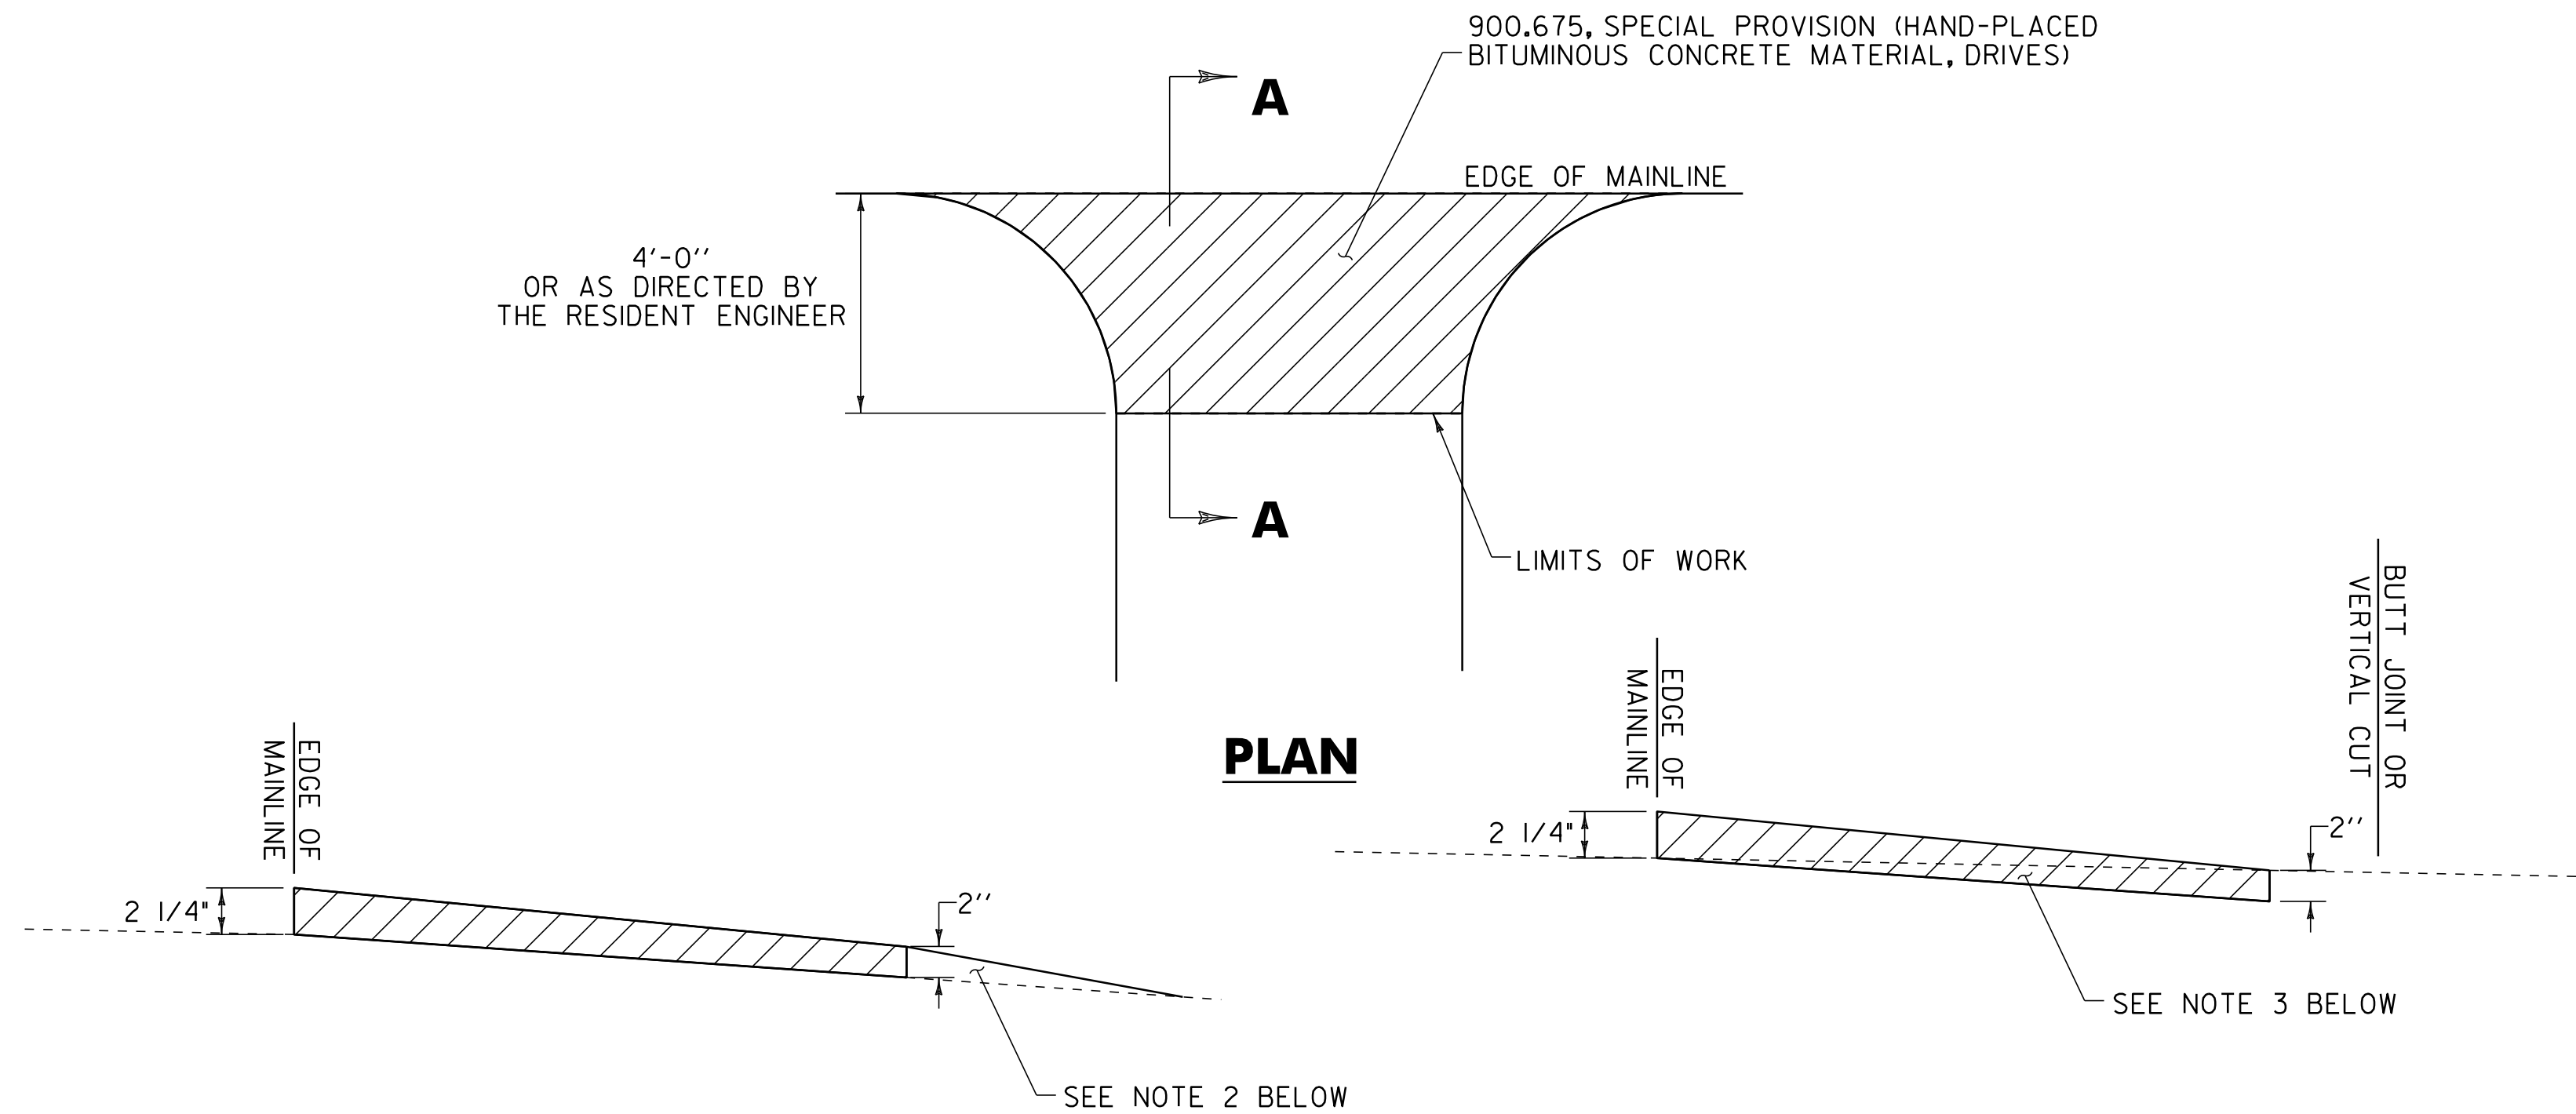 900.675, SPECIAL PROVISION (HAND-PLACED
BITUMINOUS CONCRETE MATERIAL, DRIVES)
A
EDGE OF MAINLINE
4'-0''
OR AS DIRECTED BY
THE RESIDENT ENGINEER
A
LIMITS OF WORK
PLAN
EDGE OF
MAINLINE
2 1/4"
2''
SEE NOTE 2 BELOW
EDGE OF
MAINLINE
BUTT JOINT OR
VERTICAL CUT
2 1/4"
2''
SEE NOTE 3 BELOW